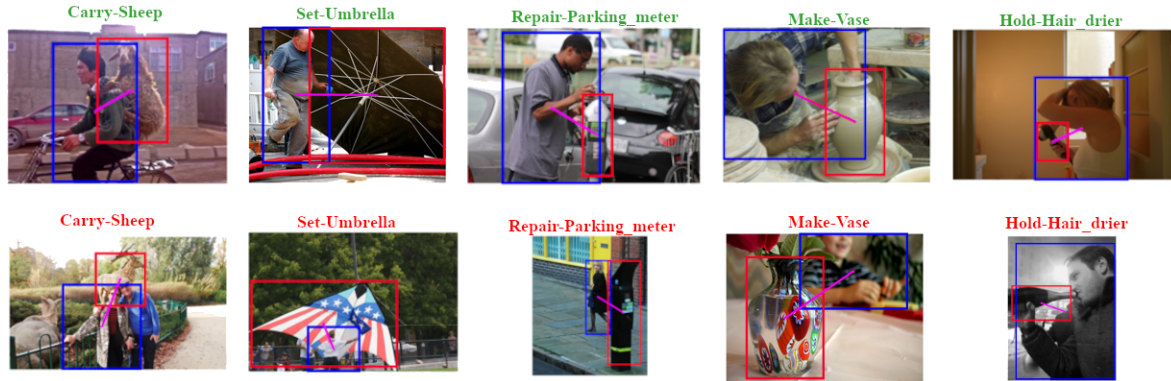 Carry-Sheep
Set-Umbrella
Repair-Parking_meter
Make-Vase
Hold-Hair_drier
Carry-Sheep
Set-Umbrella
Repair-Parking_meter
Make-Vase
Hold-Hair_drier